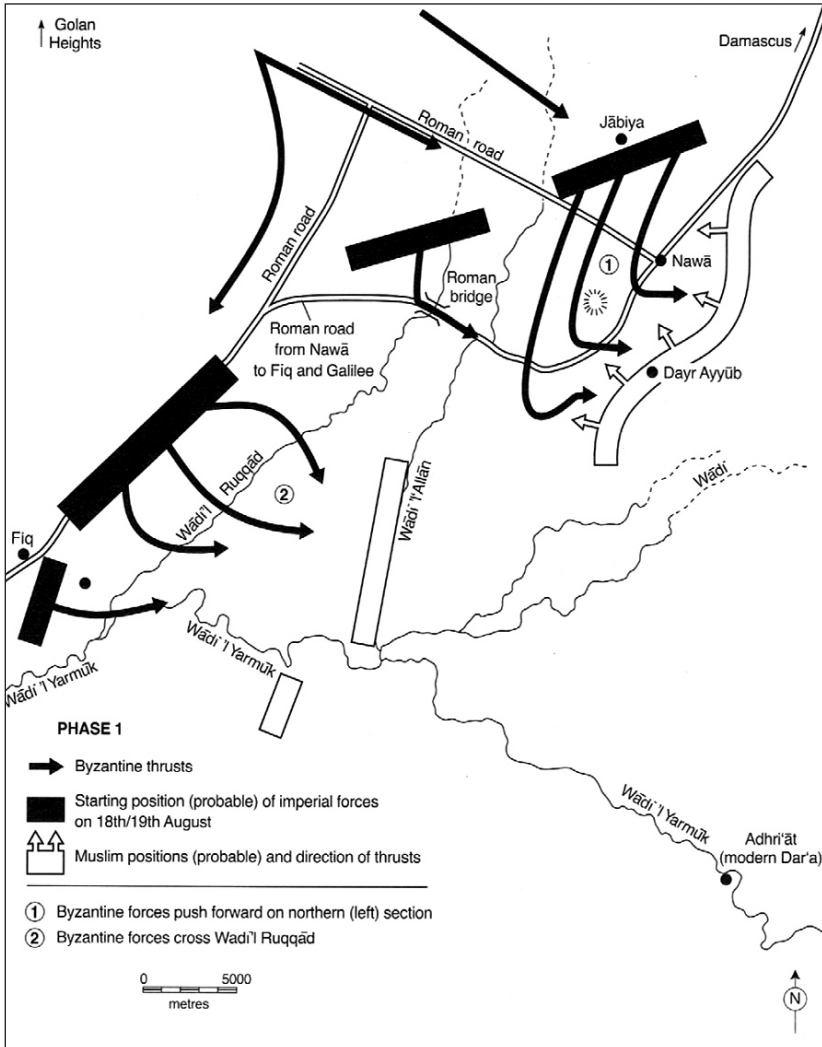 Golan
Heights
Damascus
Jābiya
Roman road
Roman road
Nawā
Roman
bridge
Roman road
from Nawā
to Fiq and Galilee
Dayr Ayyūb
Wādī 'l Ruqqād
Wādī 'l 'Allān
Wādī
Fiq
Wādī 'l Yarmūk
Wādī 'l Yarmūk
Wādī 'l Yarmūk
Adhri'āt
(modern Dar'a)
1
2
PHASE 1
Byzantine thrusts
Starting position (probable) of imperial forces
on 18th/19th August
Muslim positions (probable) and direction of thrusts
1 Byzantine forces push forward on northern (left) section
2 Byzantine forces cross Wadi'l Ruqqād
0 5000
metres
N